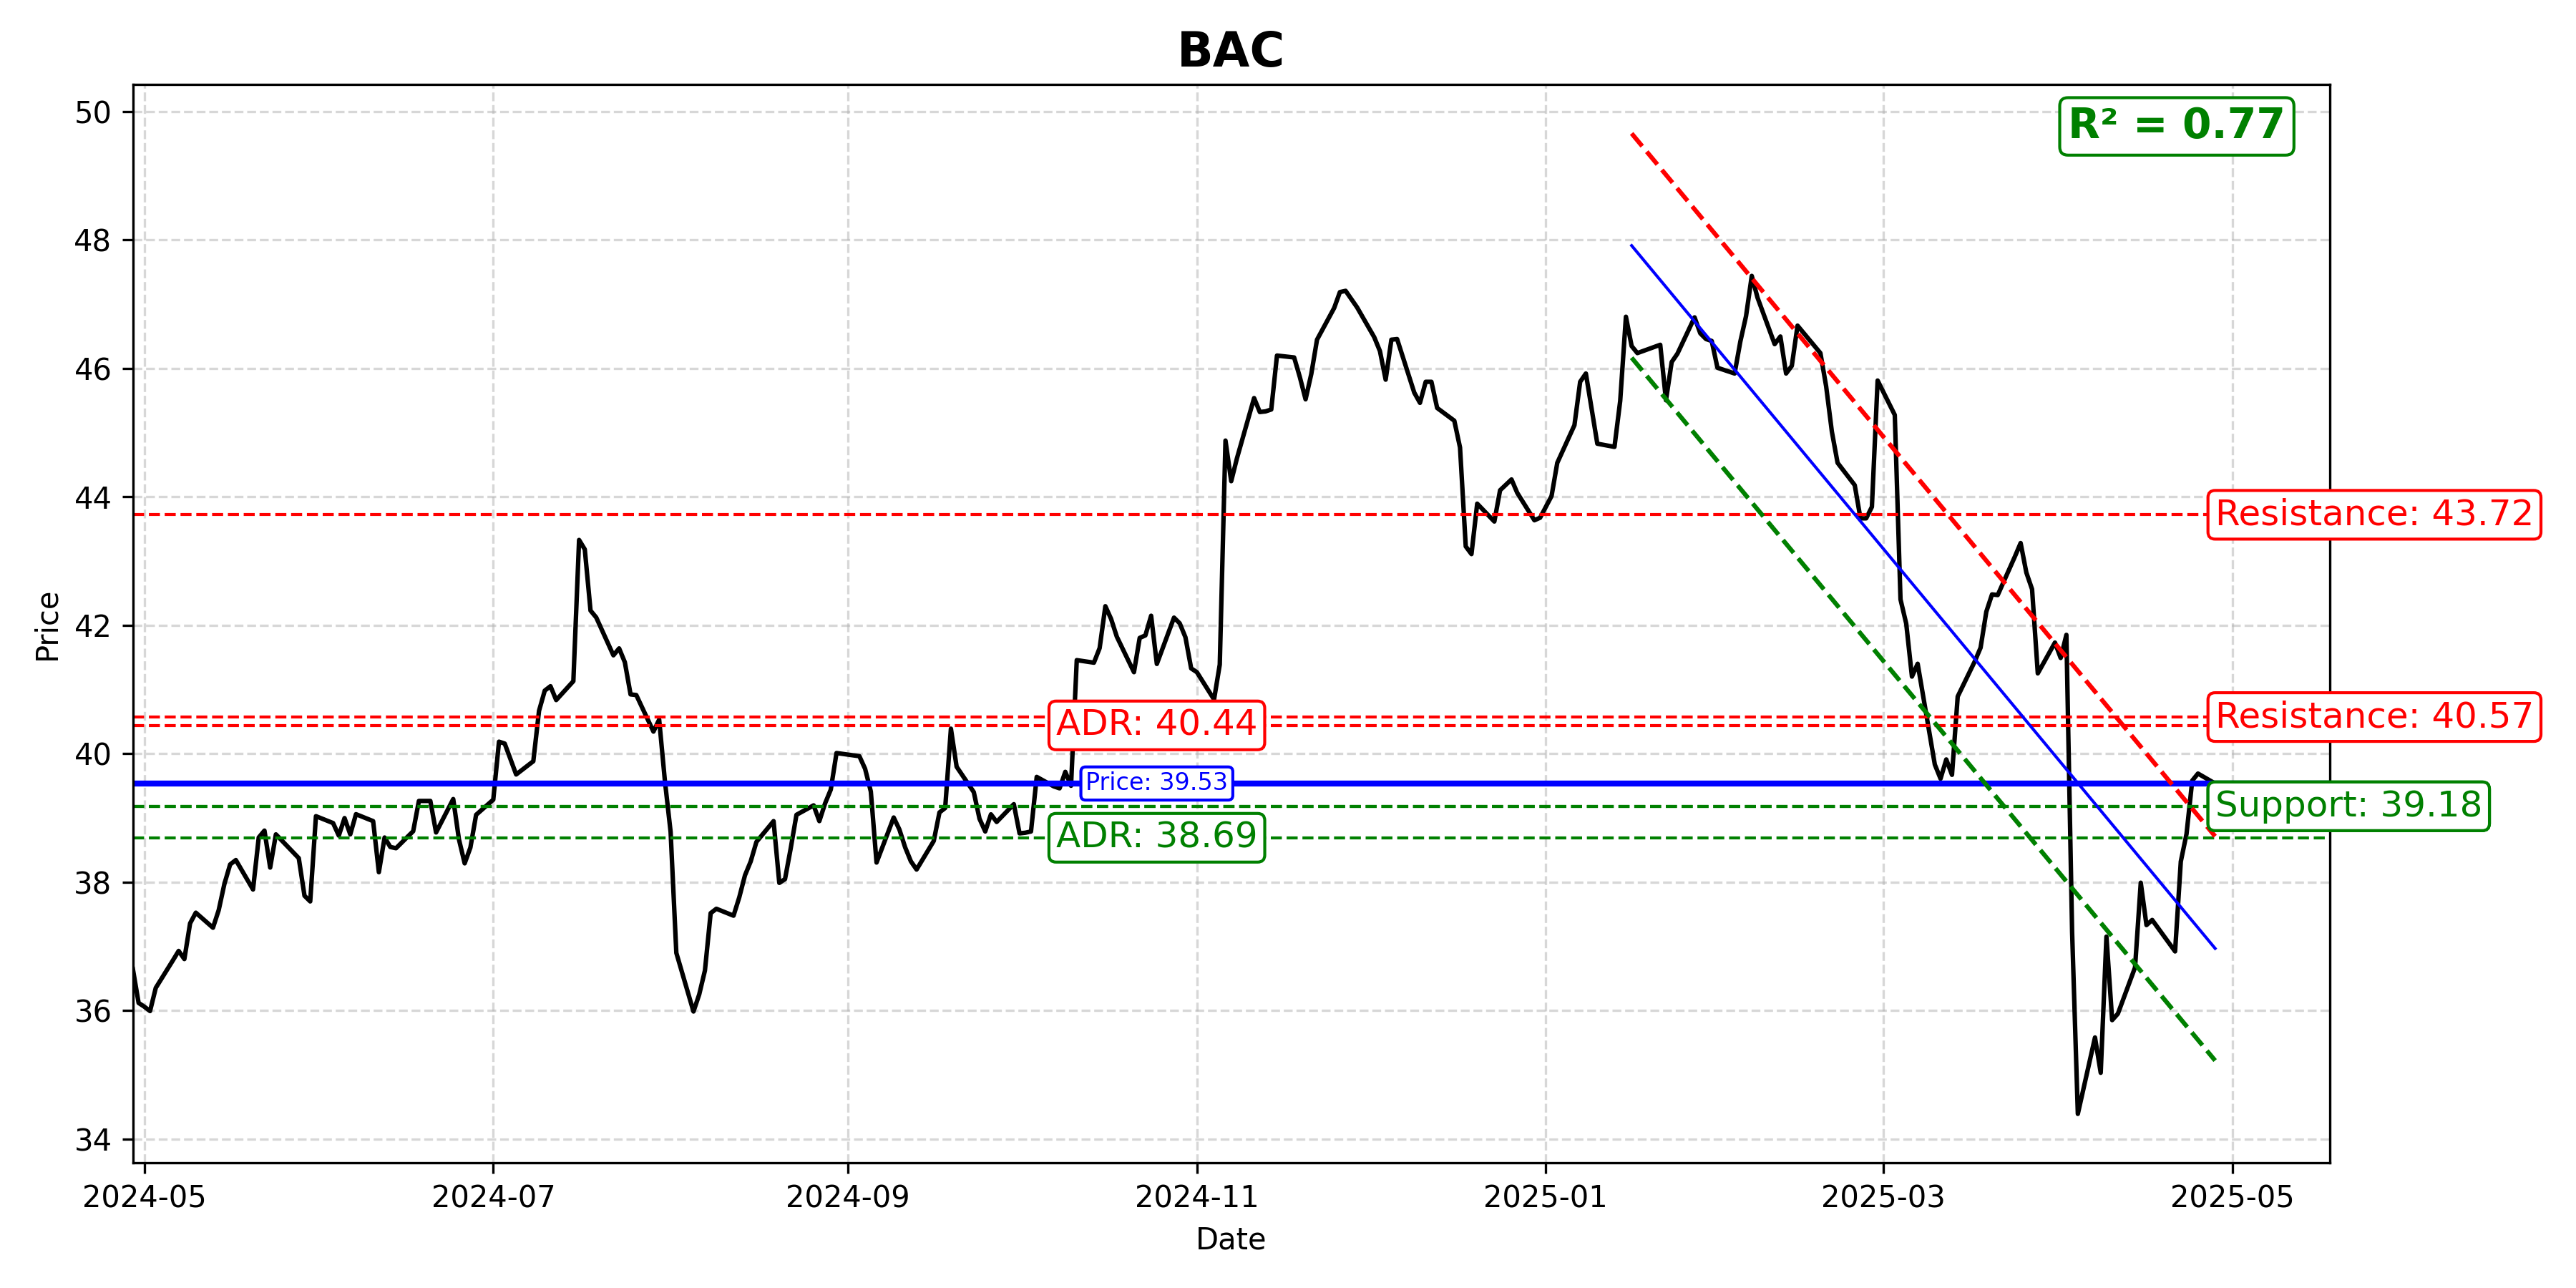 BAC
R² = 0.77
50
48
46
44
42
40
38
36
34
Price
Resistance: 43.72
Resistance: 40.57
ADR: 40.44
Price: 39.53
Support: 39.18
ADR: 38.69
2024-05
2024-07
2024-09
2024-11
2025-01
2025-03
2025-05
Date